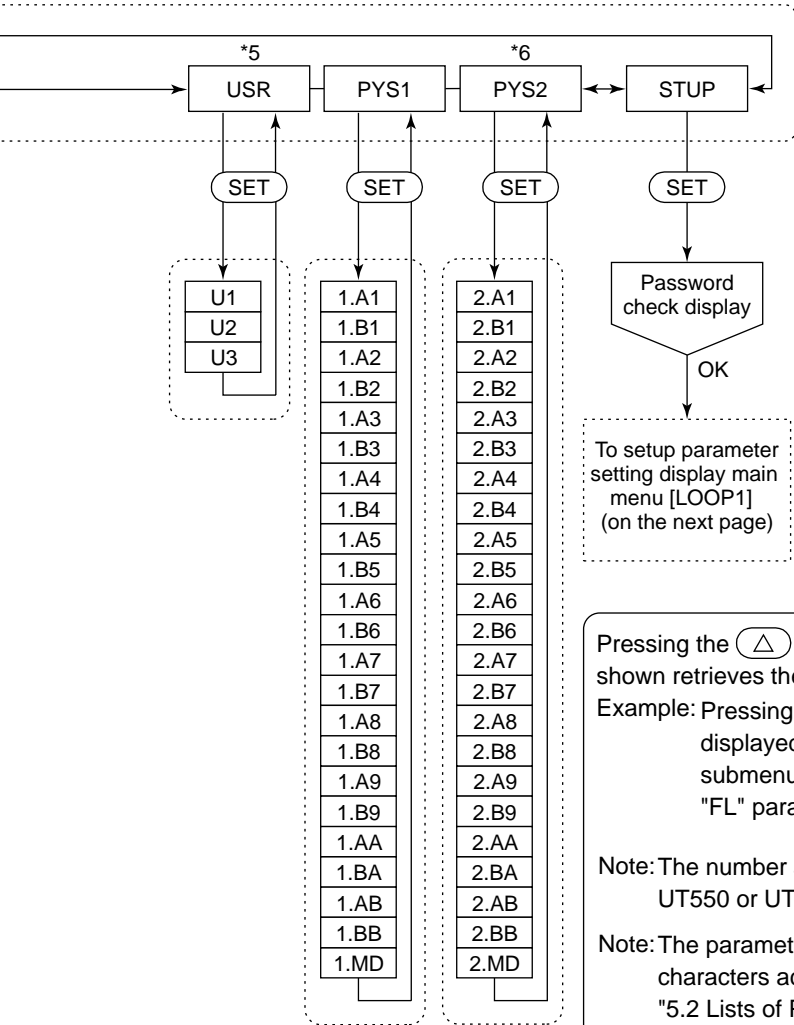 *5
*6
USR
PYS1
PYS2
STUP
SET
SET
SET
SET
U1
U2
U3
1.A1
1.B1
1.A2
1.B2
1.A3
1.B3
1.A4
1.B4
1.A5
1.B5
1.A6
1.B6
1.A7
1.B7
1.A8
1.B8
1.A9
1.B9
1.AA
1.BA
1.AB
1.BB
1.MD
2.A1
2.B1
2.A2
2.B2
2.A3
2.B3
2.A4
2.B4
2.A5
2.B5
2.A6
2.B6
2.A7
2.B7
2.A8
2.B8
2.A9
2.B9
2.AA
2.BA
2.AB
2.BB
2.MD
Password
check display
OK
To setup parameter
setting display main
menu [LOOP1]
(on the next page)
Pressing the △
shown retrieves the
Example: Pressing
displayed
submenu
"FL" para
Note: The number
UT550 or UT
Note: The paramet
characters ac
"5.2 Lists of P